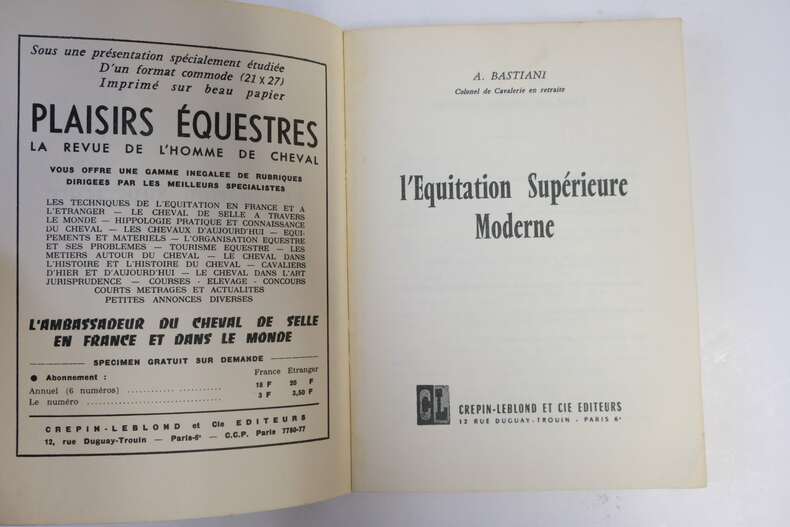 Sous une présentation spécialement étudiée
D'un format commode (21 x 27)
Imprimé sur beau papier
PLAISIRS ÉQUESTRES
LA REVUE DE L'HOMME DE CHEVAL
VOUS OFFRE UNE GAMME INEGALEE DE RUBRIQUES
DIRIGEES PAR LES MEILLEURS SPECIALISTES
LES TECHNIQUES DE L'EQUITATION EN FRANCE ET A
L'ETRANGER — LE CHEVAL DE SELLE A TRAVERS
LE MONDE — HIPPOLOGIE PRATIQUE ET CONNAISSANCE
DU CHEVAL — LES CHEVAUX D'AUJOURD'HUI — EQUI-
PEMENTS ET MATERIELS — L'ORGANISATION EQUESTRE
ET SES PROBLEMES — TOURISME EQUESTRE — LES
METIERS AUTOUR DU CHEVAL — LE CHEVAL DANS
L'HISTOIRE ET L'HISTOIRE DU CHEVAL — CAVALIERS
D'HIER ET D'AUJOURD'HUI — LE CHEVAL DANS L'ART
JURISPRUDENCE — COURSES - ELEVAGE - CONCOURS
COURTS METRAGES ET ACTUALITES
PETITES ANNONCES DIVERSES
L'AMBASSADEUR DU CHEVAL DE SELLE
EN FRANCE ET DANS LE MONDE
SPECIMEN GRATUIT SUR DEMANDE
● Abonnement : France Étranger
Annuel (6 numéros) .................... 18 F 20 F
Le numéro .................... 3 F 3,50 F
CREPIN-LEBLOND et Cie EDITEURS
12, rue Duguay-Trouin — Paris-6e — C.C.P. Paris 7780-77
A. BASTIANI
Colonel de Cavalerie en retraite
l'Equitation Supérieure
Moderne
CL CREPIN-LEBLOND ET CIE EDITEURS
12 RUE DUGUAY-TROUIN - PARIS 6e